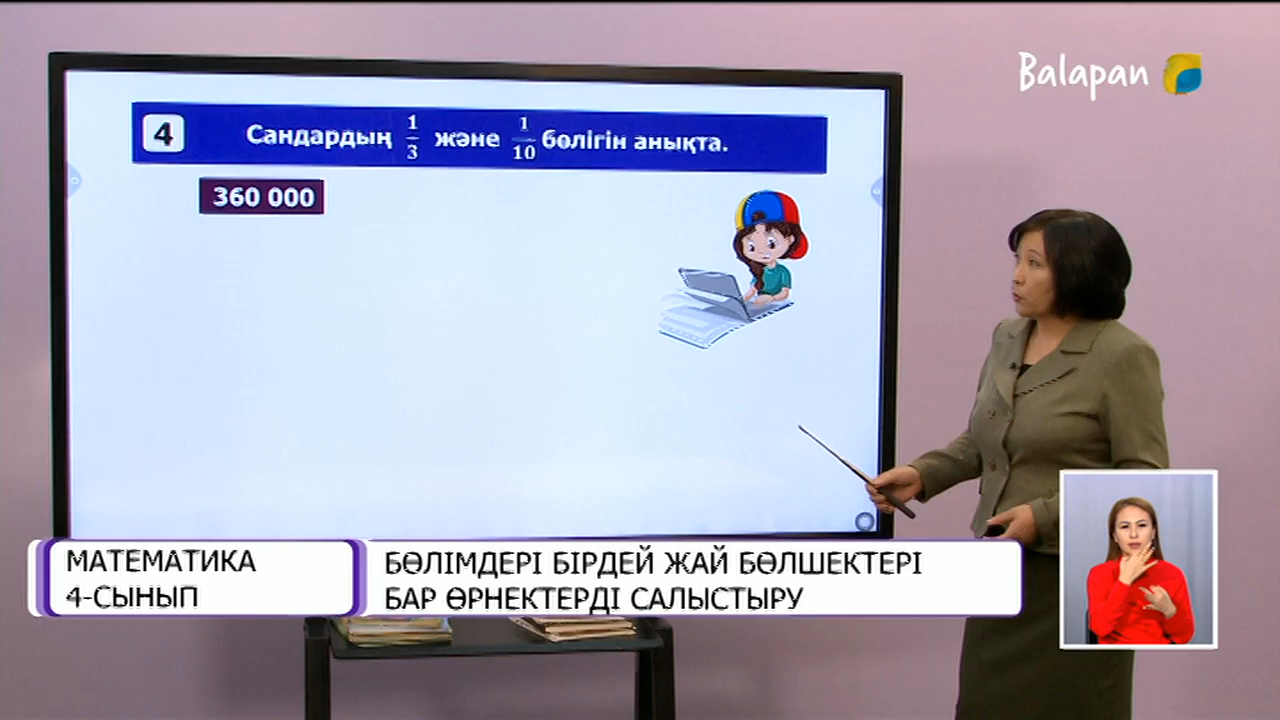 Balapan
4 Сандардың 1/3 және 1/10 бөлігін анықта.
360 000
МАТЕМАТИКА
4-СЫНЫП
БӨЛІМДЕРІ БІРДЕЙ ЖАЙ БӨЛШЕКТЕРІ
БАР ӨРНЕКТЕРДІ САЛЫСТЫРУ